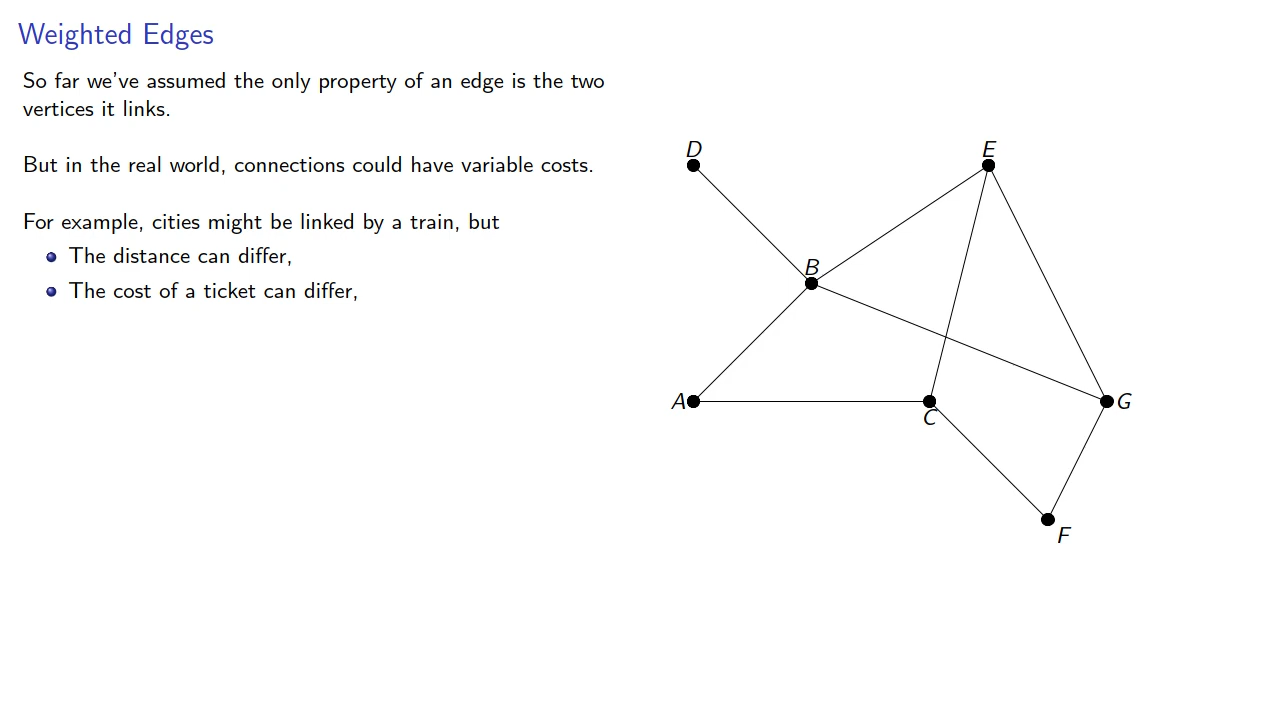 Weighted Edges
So far we've assumed the only property of an edge is the two
vertices it links.
But in the real world, connections could have variable costs.
For example, cities might be linked by a train, but
The distance can differ,
The cost of a ticket can differ,
D
E
B
A
C
G
F